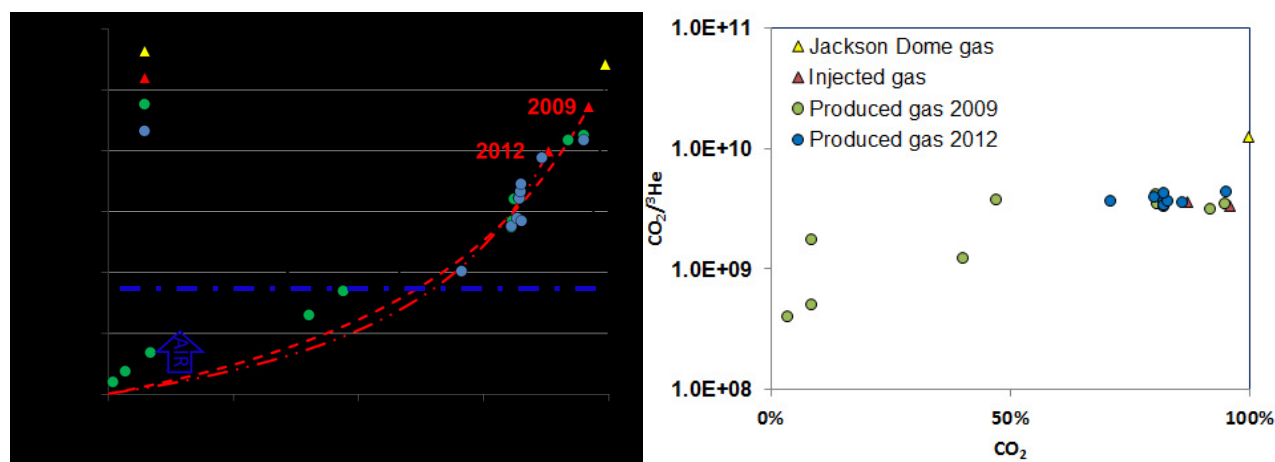 2009
2012
AIR
1.0E+11
Jackson Dome gas
Injected gas
Produced gas 2009
Produced gas 2012
1.0E+10
CO₂/³He
1.0E+09
1.0E+08
0%
50%
100%
CO₂